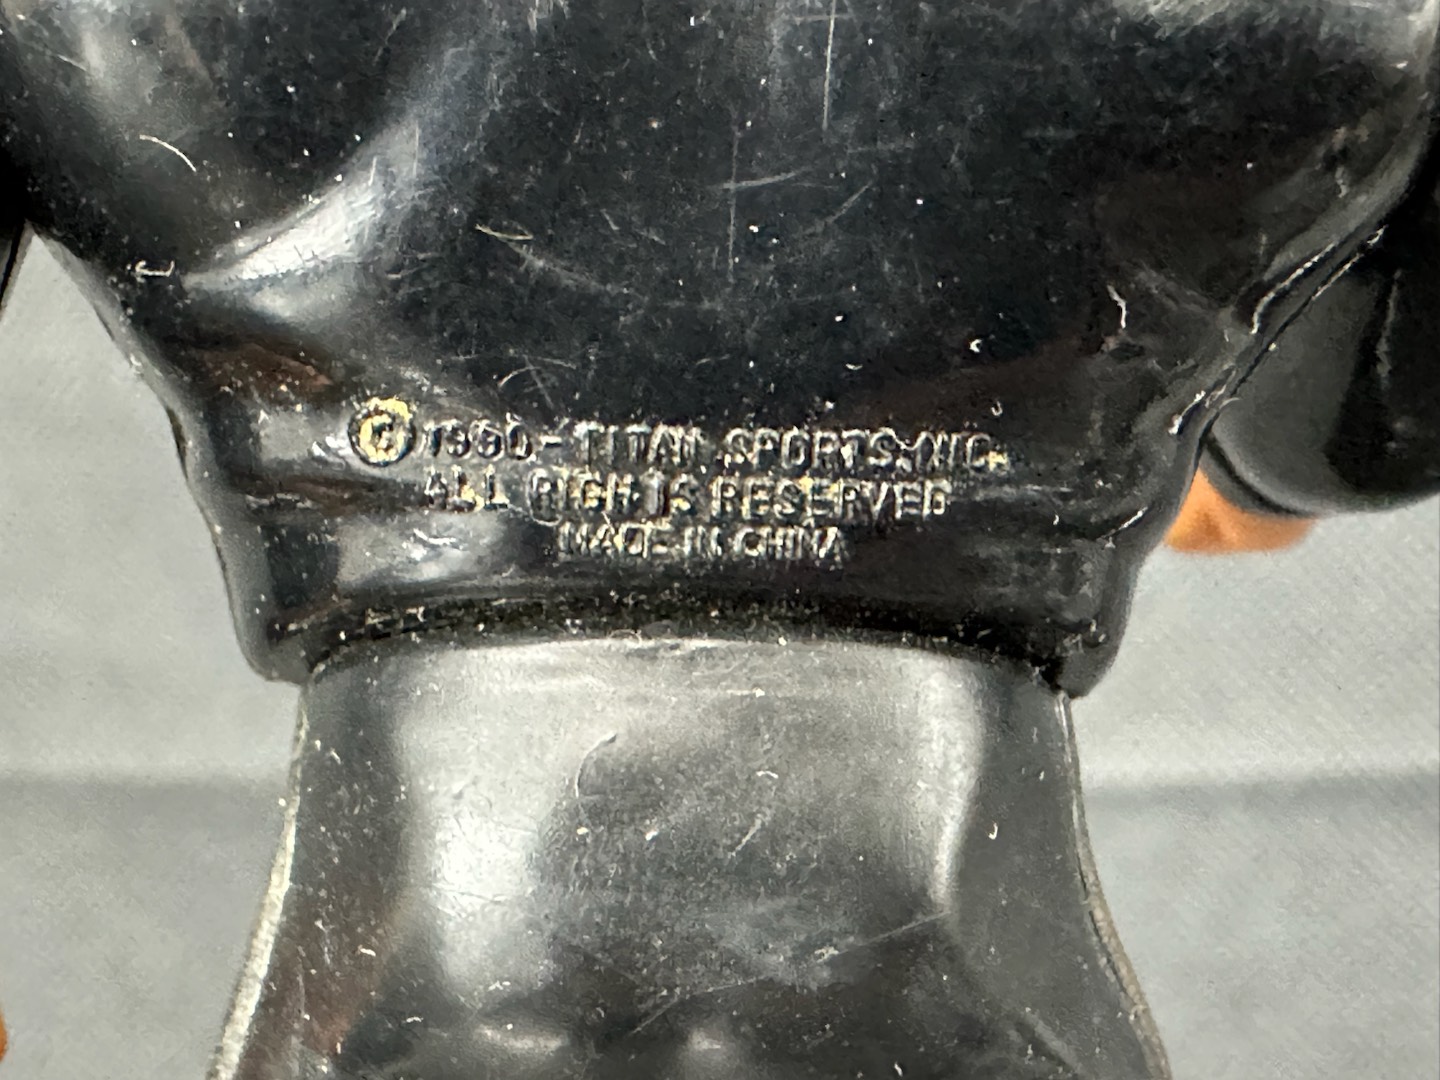 © 1990 - TITAN SPORTS, INC.
ALL RIGHTS RESERVED
MADE IN CHINA